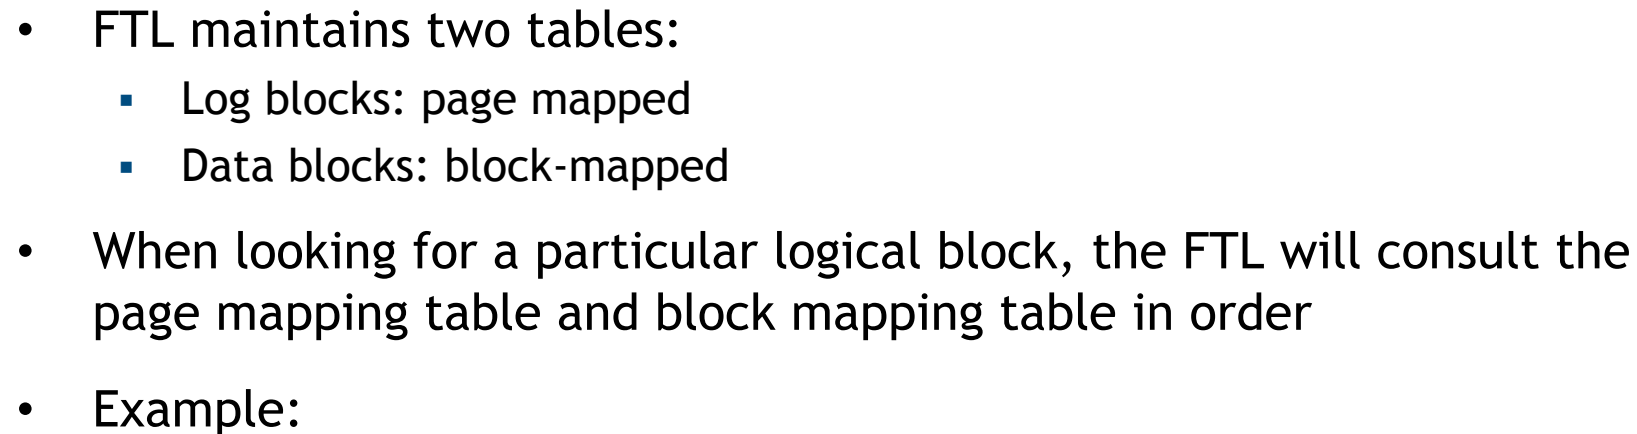 • FTL maintains two tables:
▪ Log blocks: page mapped
▪ Data blocks: block-mapped
• When looking for a particular logical block, the FTL will consult the
page mapping table and block mapping table in order
• Example: